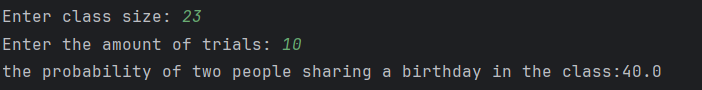 Enter class size: 23
Enter the amount of trials: 10
the probability of two people sharing a birthday in the class:40.0